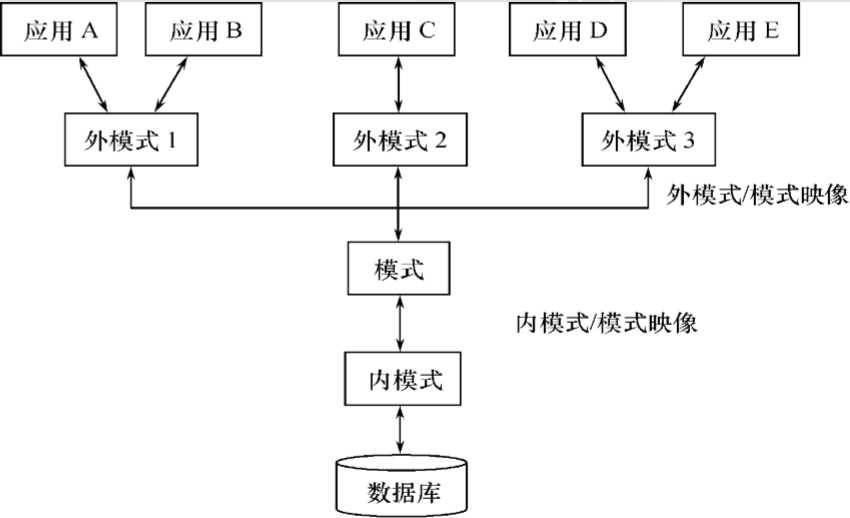 应用 A
应用 B
应用 C
应用 D
应用 E
外模式 1
外模式 2
外模式 3
外模式/模式映像
模式
内模式/模式映像
内模式
数据库